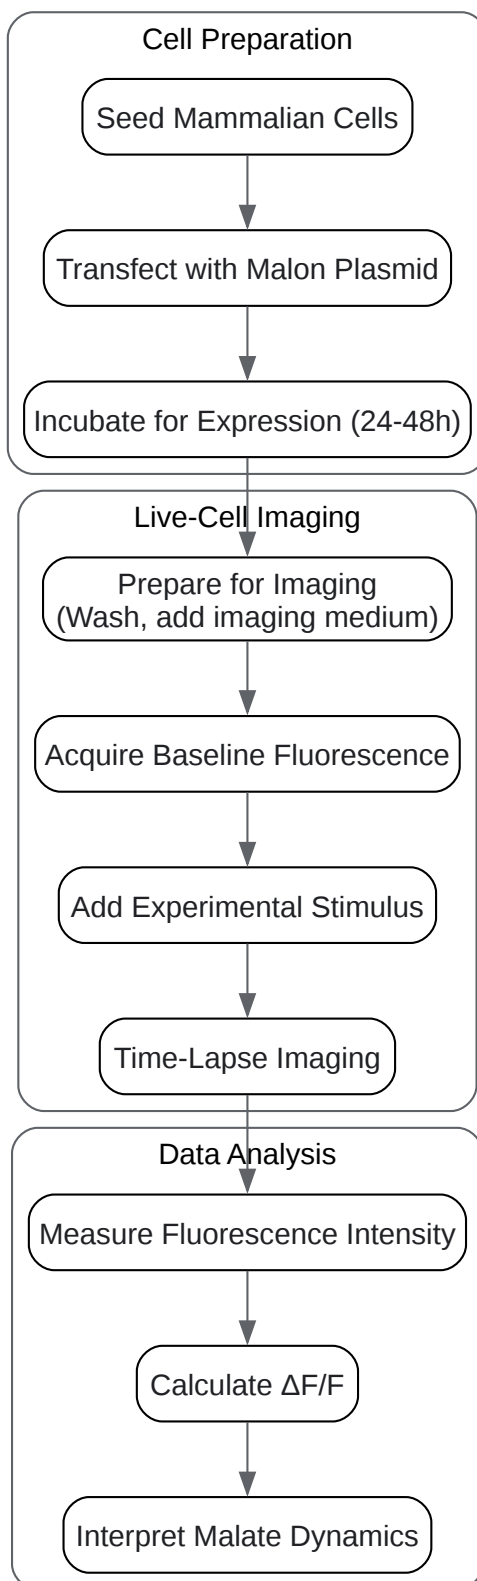 Cell Preparation
Seed Mammalian Cells
Transfect with Malon Plasmid
Incubate for Expression (24-48h)
Live-Cell Imaging
Prepare for Imaging
(Wash, add imaging medium)
Acquire Baseline Fluorescence
Add Experimental Stimulus
Time-Lapse Imaging
Data Analysis
Measure Fluorescence Intensity
Calculate ΔF/F
Interpret Malate Dynamics